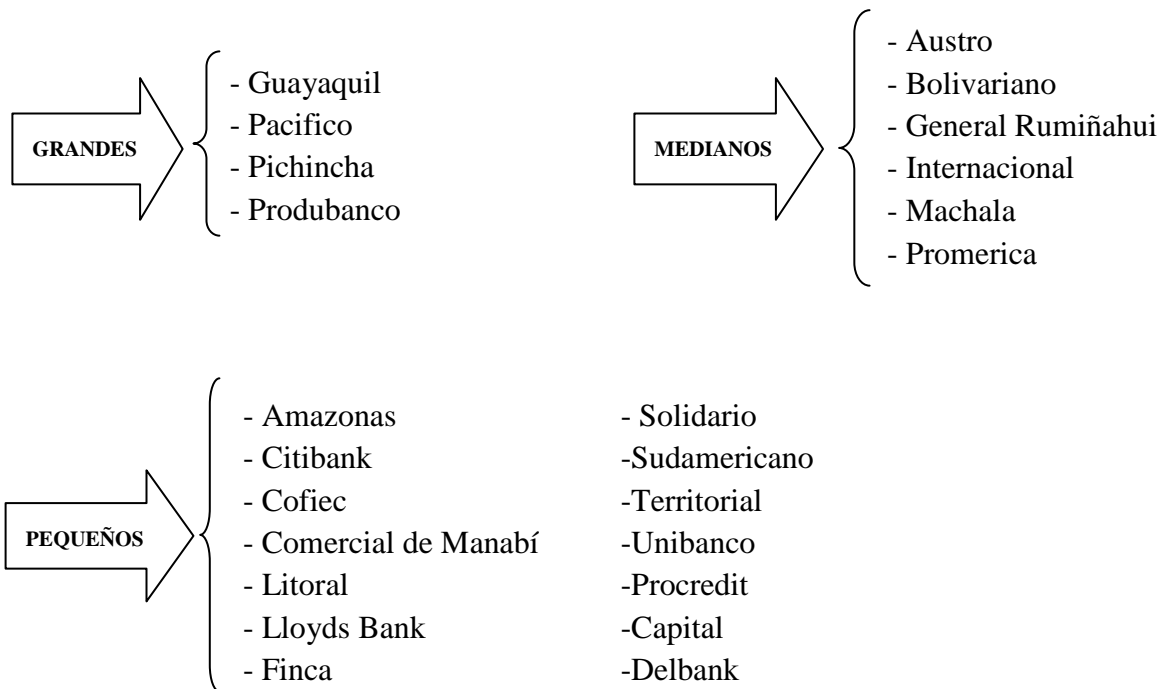 GRANDES
- Guayaquil
- Pacifico
- Pichincha
- Produbanco
MEDIANOS
- Austro
- Bolivariano
- General Rumiñahui
- Internacional
- Machala
- Promerica
PEQUEÑOS
- Amazonas
- Citibank
- Cofiec
- Comercial de Manabí
- Litoral
- Lloyds Bank
- Finca
- Solidario
-Sudamericano
-Territorial
-Unibanco
-Procredit
-Capital
-Delbank